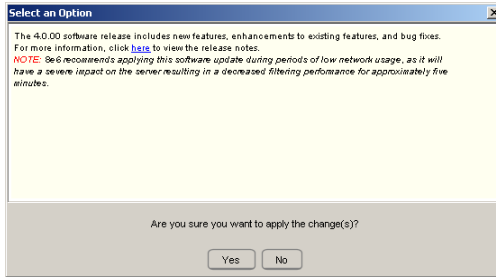 Select an Option
The 4.0.00 software release includes new features, enhancements to existing features, and bug fixes.
For more information, click here to view the release notes.
NOTE: 8e6 recommends applying this software update during periods of low network usage, as it will
have a severe impact on the server resulting in a decreased filtering performance for approximately five
minutes.
Are you sure you want to apply the change(s)?
Yes No